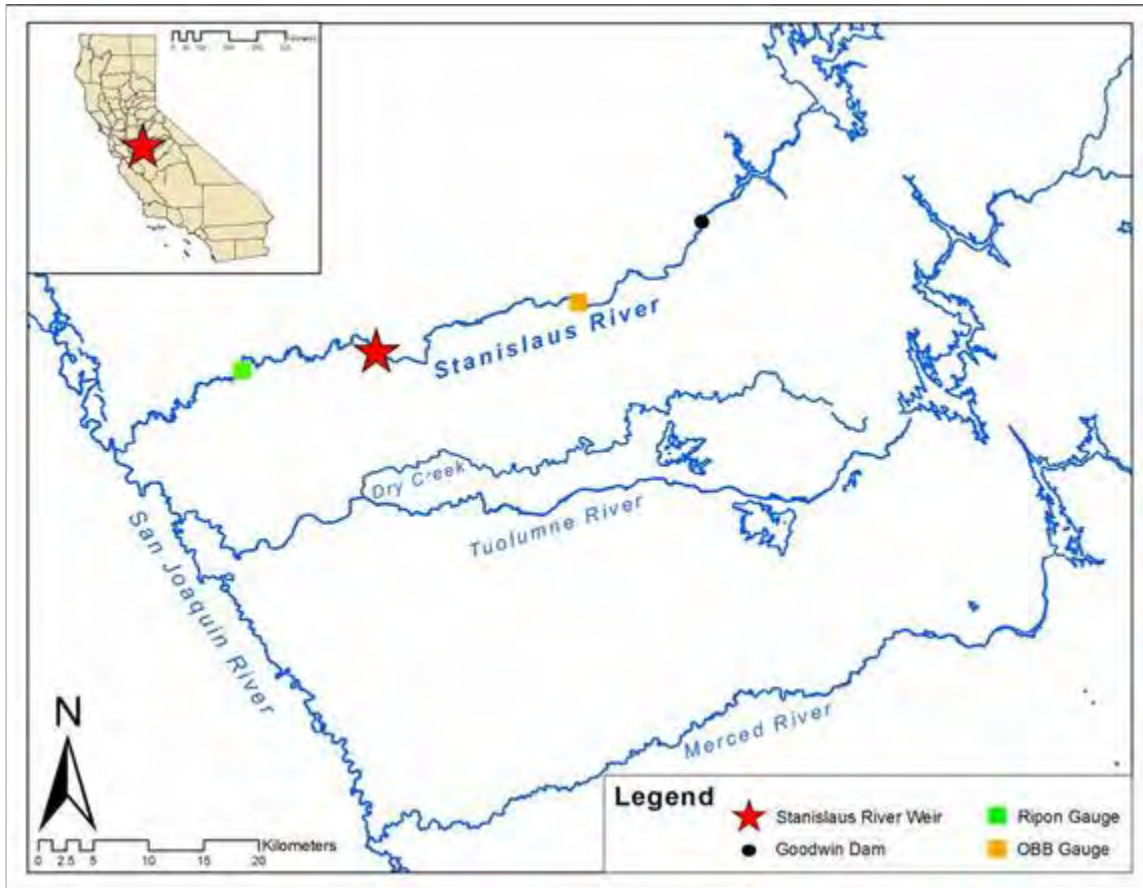 Stanislaus River
Dry Creek
Tuolumne River
San Joaquin River
Merced River
N
Kilometers
0 2.5 5 10 15 20
Legend
Stanislaus River Weir
Goodwin Dam
Ripon Gauge
OBB Gauge